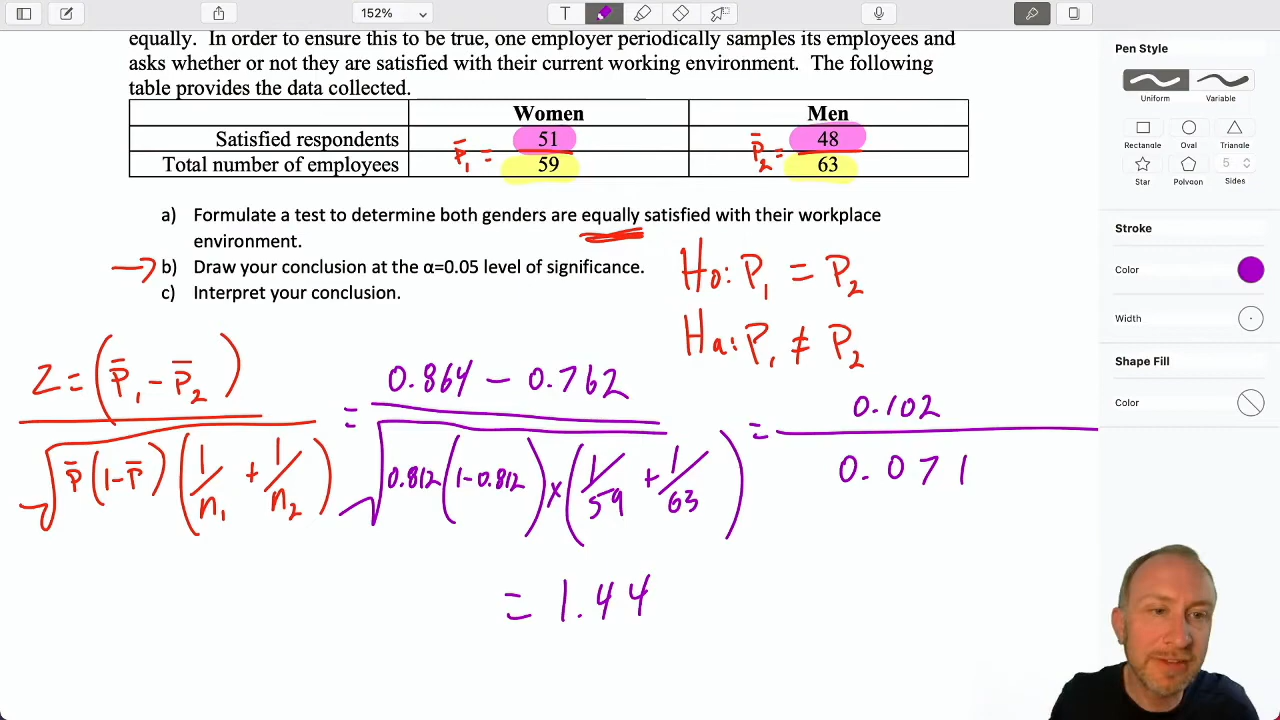 152%
T
equally. In order to ensure this to be true, one employer periodically samples its employees and
asks whether or not they are satisfied with their current working environment. The following
table provides the data collected.
Women Men
Satisfied respondents 51 48
Total number of employees 59 63
p̄₁ =
p̄₂ =
a) Formulate a test to determine both genders are equally satisfied with their workplace
environment.
b) Draw your conclusion at the α=0.05 level of significance.
c) Interpret your conclusion.
Ho: P₁ = P₂
Ha: P₁ ≠ P₂
Z = (p̄₁ - p̄₂) / √(p̄(1-p̄)(1/n₁ + 1/n₂)) = 0.864 - 0.762 / √(0.812(1-0.812)×(1/59 + 1/63)) = 0.102 / 0.071
= 1.44
Pen Style
Uniform Variable
Rectangle Oval Triangle
Star Polygon 5 Sides
Stroke
Color
Width
Shape Fill
Color